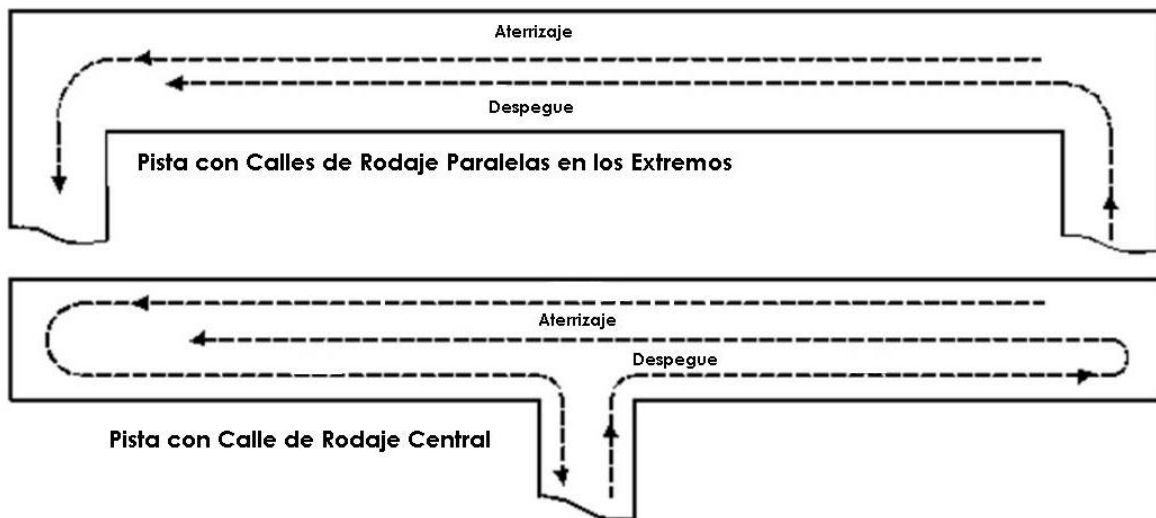 Aterrizaje
Despegue
Pista con Calles de Rodaje Paralelas en los Extremos
Aterrizaje
Despegue
Pista con Calle de Rodaje Central